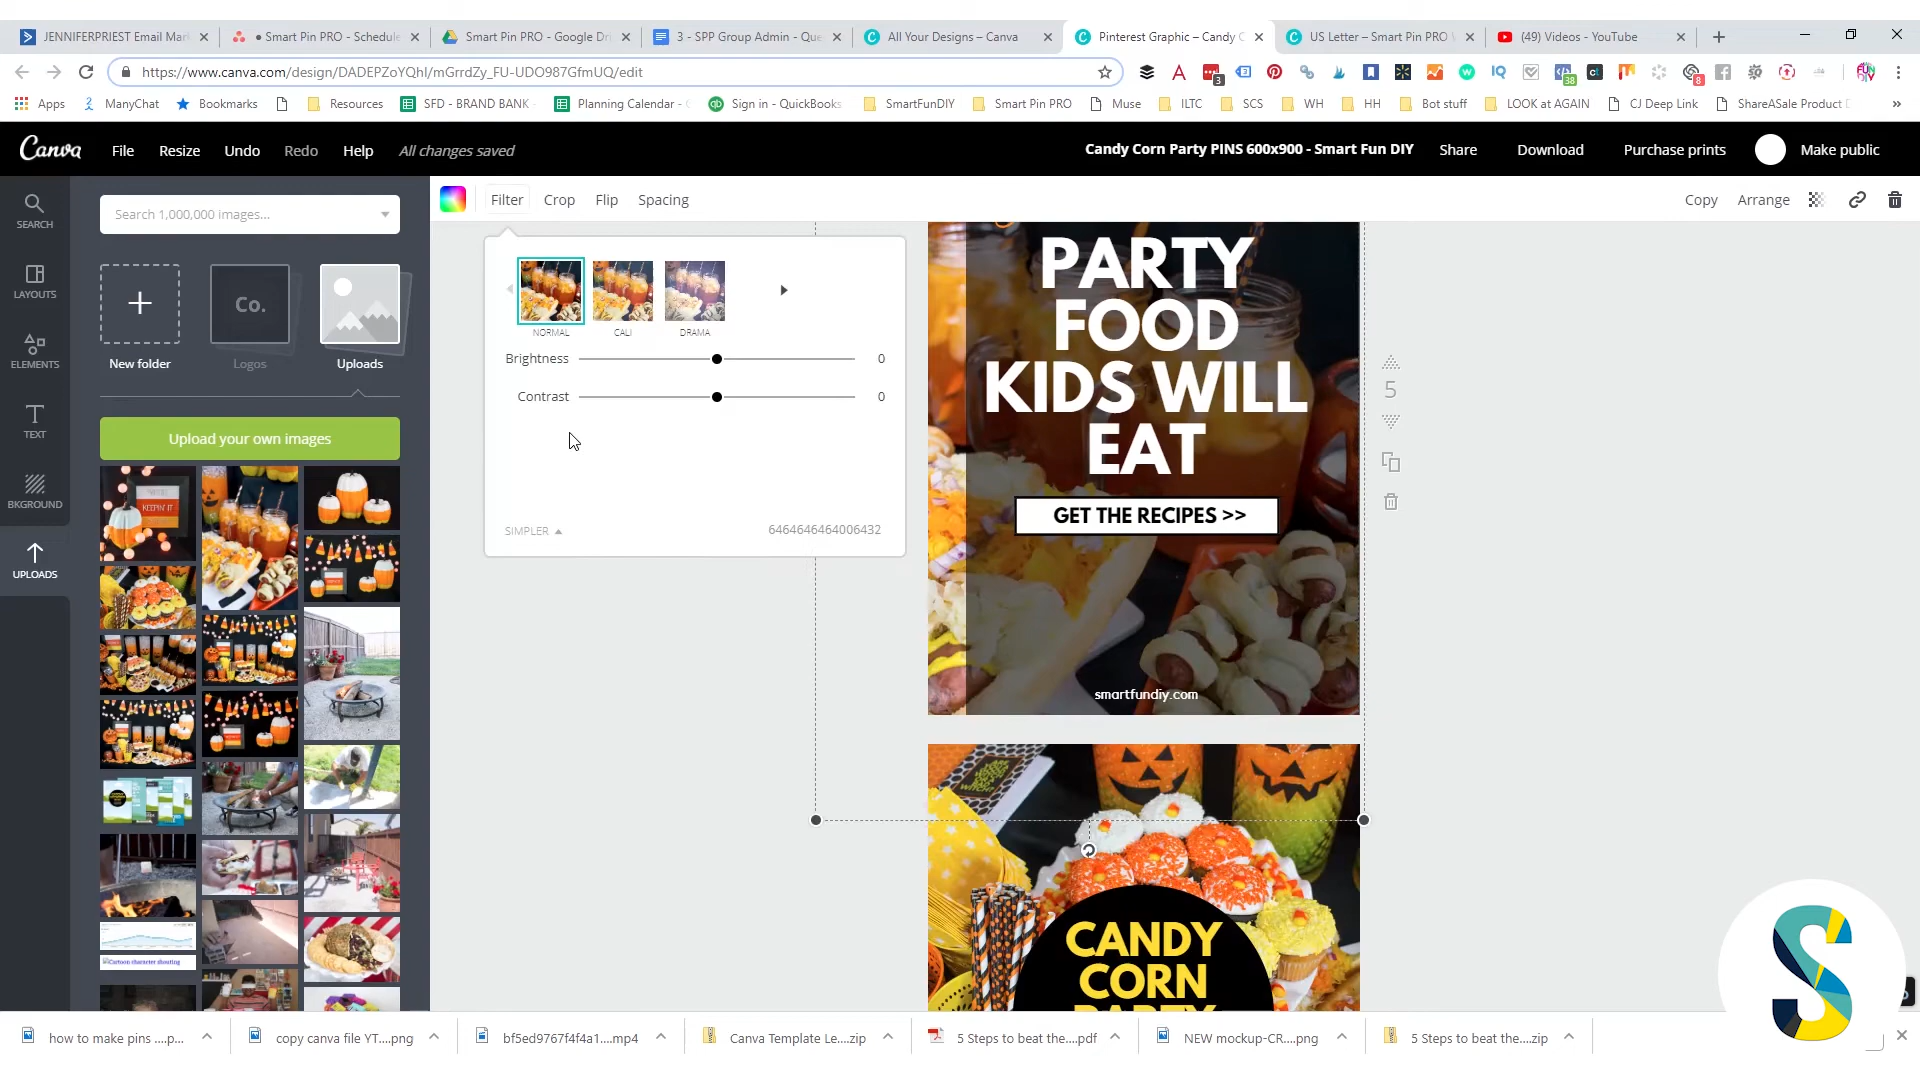 JENNIFERPRIEST Email Mar
● Smart Pin PRO - Schedule
Smart Pin PRO - Google Dri
3 - SPP Group Admin - Que
All Your Designes – Canva
Pinterest Graphic – Candy C
US Letter – Smart Pin PRO W
(49) Videos - YouTube
https://www.canva.com/design/DADEPZoYQhI/mGrrdZy_FU-UDO987GfmUQ/edit
Apps
ManyChat
Bookmarks
Resources
SFD - BRAND BANK -
Planning Calendar - G
Sign in - QuickBooks
SmartFunDIY
Smart Pin PRO
Muse
ILTC
SCS
WH
HH
Bot stuff
LOOK at AGAIN
CJ Deep Link
ShareASale Product D
Canva
File
Resize
Undo
Redo
Help
All changes saved
Candy Corn Party PINS 600x900 - Smart Fun DIY
Share
Download
Purchase prints
Make public
Search 1,000,000 images...
Filter
Crop
Flip
Spacing
Copy
Arrange
SEARCH
LAYOUTS
ELEMENTS
TEXT
BKGROUND
UPLOADS
Co.
New folder
Logos
Uploads
Upload your own images
KEEPIN' IT
Cartoon character shouting
NORMAL
CALI
DRAMA
Brightness 0
Contrast 0
SIMPLER
6464646464006432
PARTY
FOOD
KIDS WILL
EAT
GET THE RECIPES >>
smartfundiy.com
5
CANDY
CORN
PARTY
S
how to make pins ....p...
copy canva file YT....png
bf5ed9767f4f4a1....mp4
Canva Template Le....zip
5 Steps to beat the....pdf
NEW mockup-CR....png
5 Steps to beat the....zip